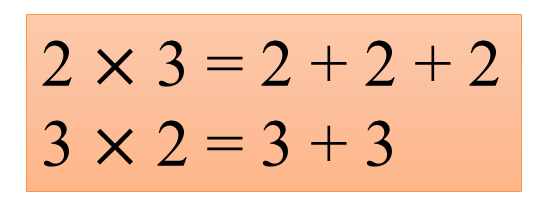 2 × 3 = 2 + 2 + 2
3 × 2 = 3 + 3